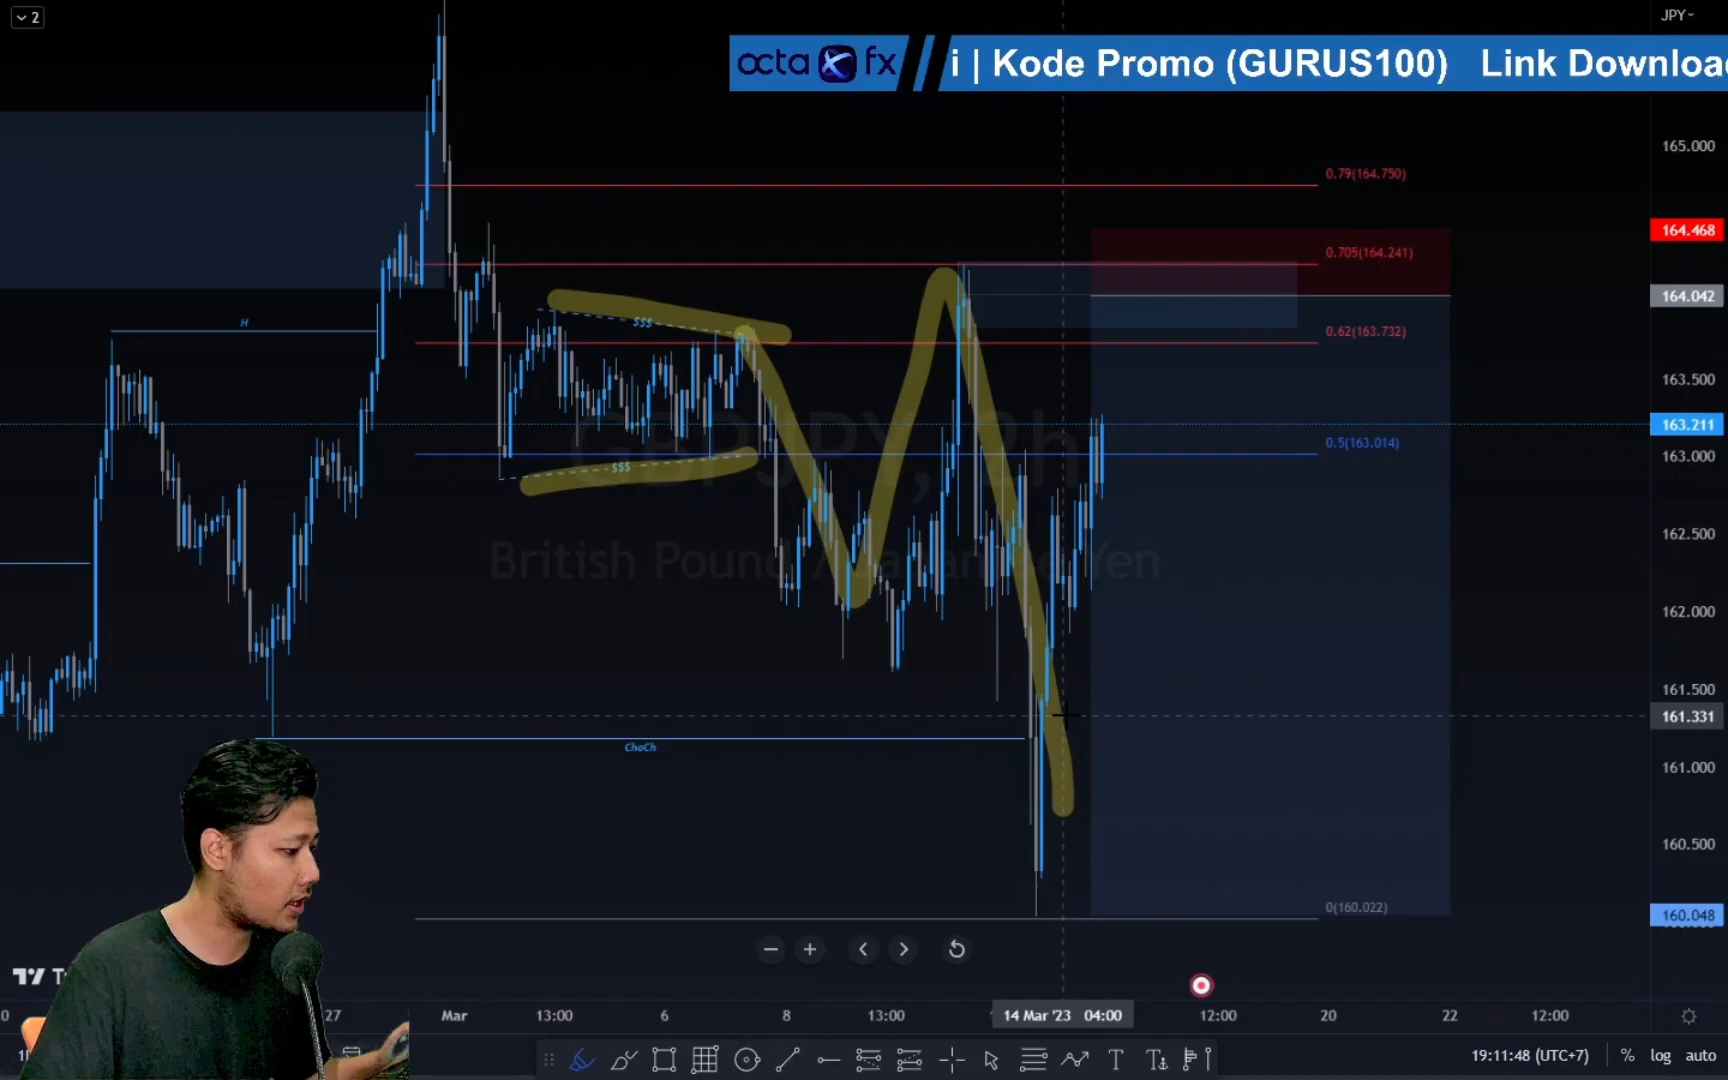 2
JPY
octa fx
i | Kode Promo (GURUS100) Link Downloa
165.000
0.79(164.750)
164.468
0.705(164.241)
164.042
H
$$$
0.62(163.732)
163.500
GBPJPY, 2h
163.211
0.5(163.014)
163.000
$$$
162.500
British Pound / Japanese Yen
162.000
161.500
161.331
ChoCh
161.000
160.500
0(160.022)
160.048
27
Mar
13:00
6
8
13:00
14 Mar '23 04:00
12:00
20
22
12:00
19:11:48 (UTC+7)
%
log
auto